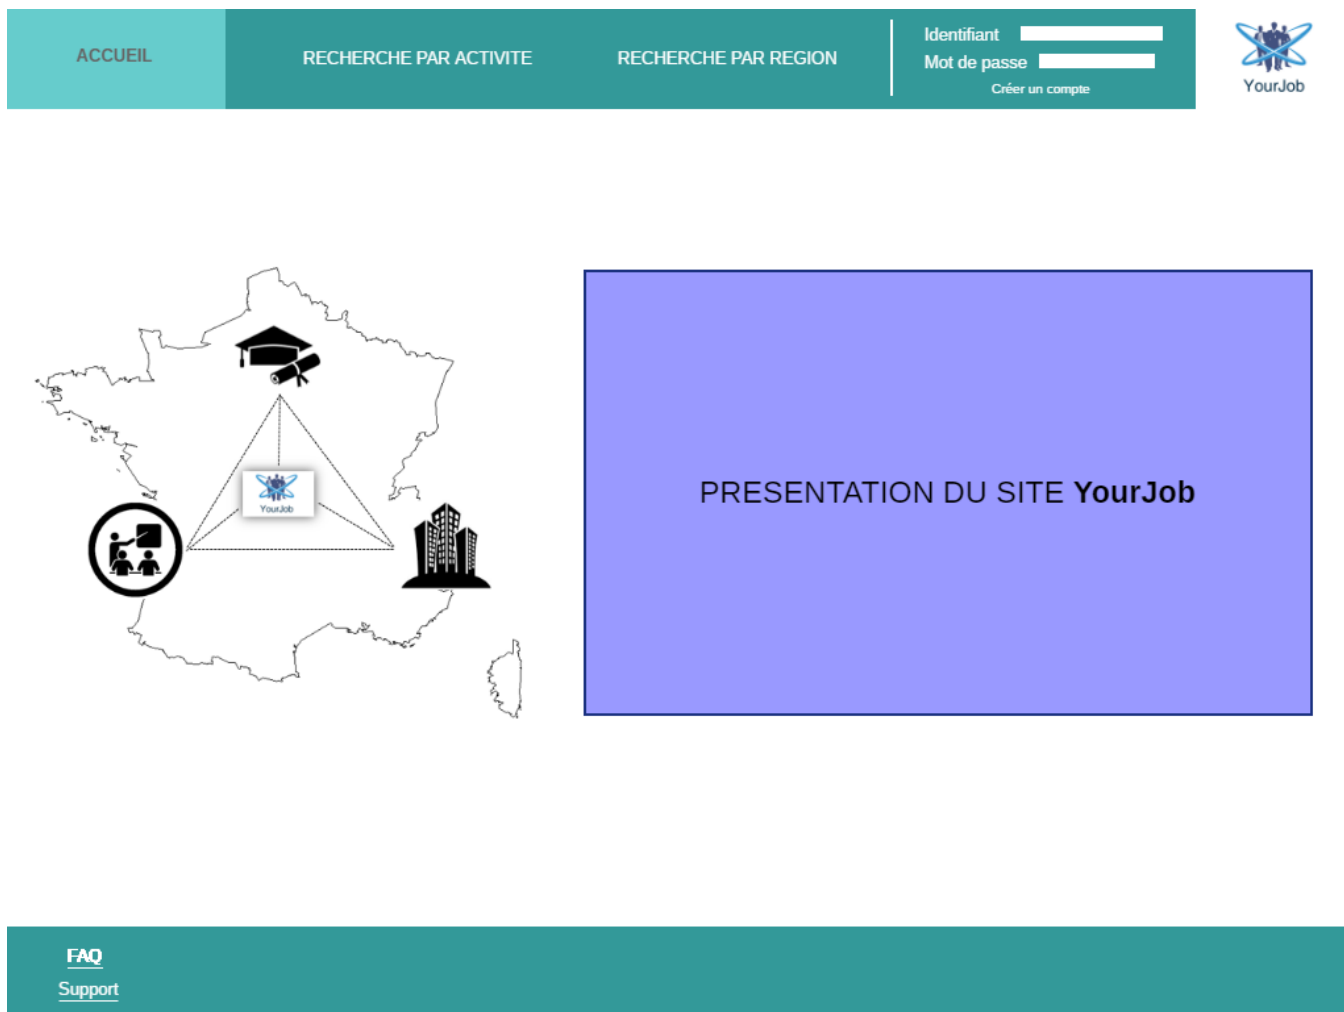 ACCUEIL
RECHERCHE PAR ACTIVITE
RECHERCHE PAR REGION
Identifiant
Mot de passe
Créer un compte
YourJob
YourJob
PRESENTATION DU SITE YourJob
FAQ
Support